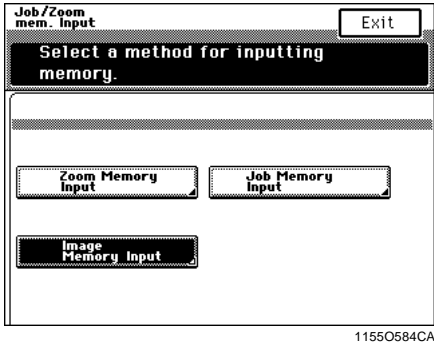 Job/Zoom
mem. Input
Exit
Select a method for inputting
memory.
Zoom Memory
Input
Job Memory
Input
Image
Memory Input
1155O584CA